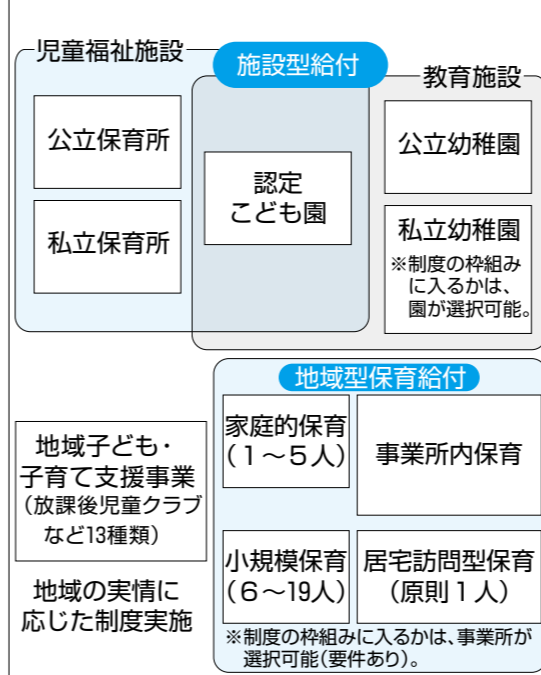 児童福祉施設
施設型給付
教育施設
公立保育所
私立保育所
認定
こども園
公立幼稚園
私立幼稚園
※制度の枠組み
に入るかは、
園が選択可能。
地域型保育給付
家庭的保育
(1～5人)
事業所内保育
小規模保育
(6～19人)
居宅訪問型保育
(原則1人)
※制度の枠組みに入るかは、事業所が
選択可能(要件あり)。
地域子ども・
子育て支援事業
(放課後児童クラブ
など13種類)
地域の実情に
応じた制度実施